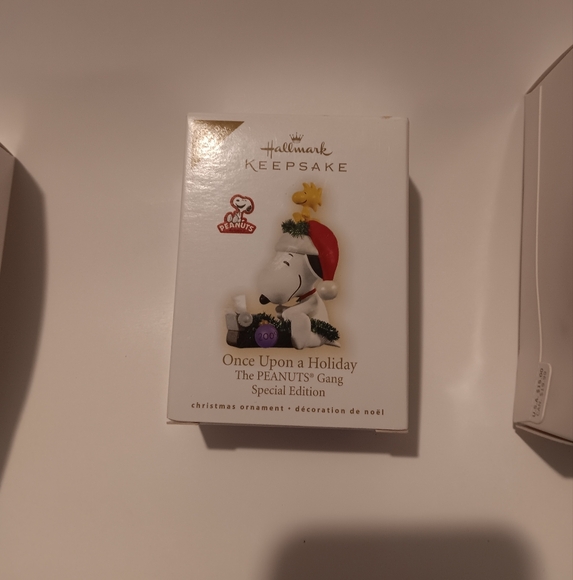 Hallmark
KEEPSAKE
PEANUTS
Once Upon a Holiday
The PEANUTS® Gang
Special Edition
christmas ornament • décoration de noël